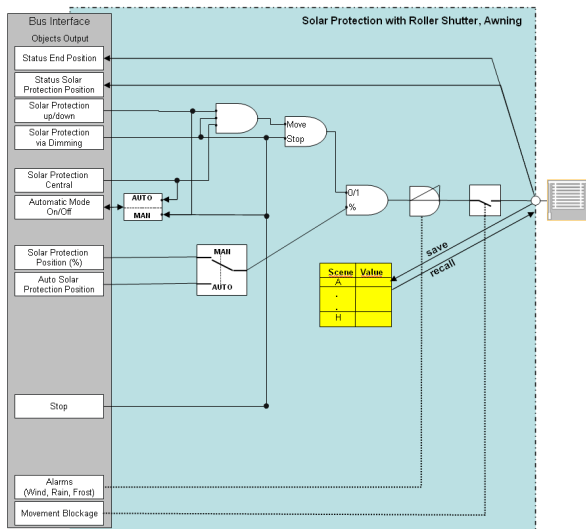 Bus Interface
Solar Protection with Roller Shutter, Awning
Objects Output
Status End Position
Status Solar
Protection Position
Solar Protection
up/down
Solar Protection
via Dimming
Move
Stop
Solar Protection
Central
Automatic Mode
On/Off
AUTO
MAN
0/1
%
Solar Protection
Position (%)
Auto Solar
Protection Position
MAN
AUTO
save
recall
Scene Value
A
.
.
H
Stop
Alarms
(Wind, Rain, Frost)
Movement Blockage